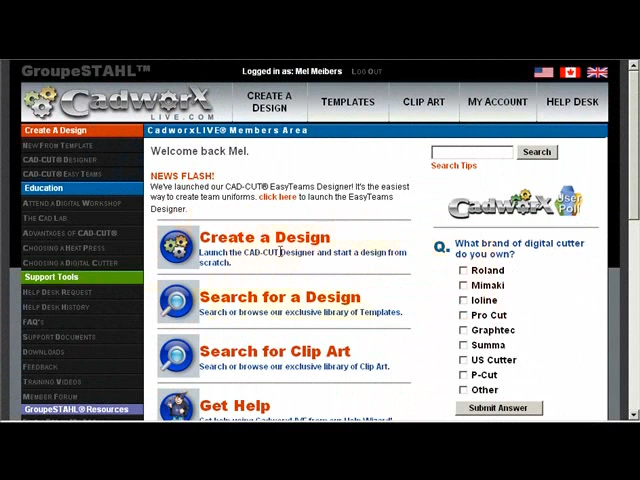 GroupeSTAHL™
Logged in as: Mel Meibers
LOG OUT
CadworX
LIVE.COM
CREATE A DESIGN
TEMPLATES
CLIP ART
MY ACCOUNT
HELP DESK
CREATE A DESIGN
NEW FROM TEMPLATE
CAD-CUT® DESIGNER
CAD-CUT® EASY TEAMS
Education
ATTEND A DIGITAL WORKSHOP
THE CAD LAB
ADVANTAGES OF CAD-CUT®
CHOOSING A HEAT PRESS
CHOOSING A DIGITAL CUTTER
Support Tools
HELP DESK REQUEST
HELP DESK HISTORY
FAQ'S
SUPPORT DOCUMENTS
DOWNLOADS
FEEDBACK
TRAINING VIDEOS
MEMBER FORUM
GroupeSTAHL® Resources
CadworxLIVE® Members Area
Welcome back Mel.
NEWS FLASH!
We've launched our CAD-CUT® EasyTeams Designer! It's the easiest
way to create team uniforms. click here to launch the EasyTeams
Designer.
Create a Design
Launch the CAD-CUT Designer and start a design from
scratch.
Search for a Design
Search or browse our exclusive library of Templates.
Search for Clip Art
Search or browse our exclusive library of Clip Art.
Get Help
Get help using CadworxLIVE from our Help Wizard!
Search
Search Tips
CadworX
User
Poll
Q. What brand of digital cutter
do you own?
Roland
Mimaki
Ioline
Pro Cut
Graphtec
Summa
US Cutter
P-Cut
Other
Submit Answer